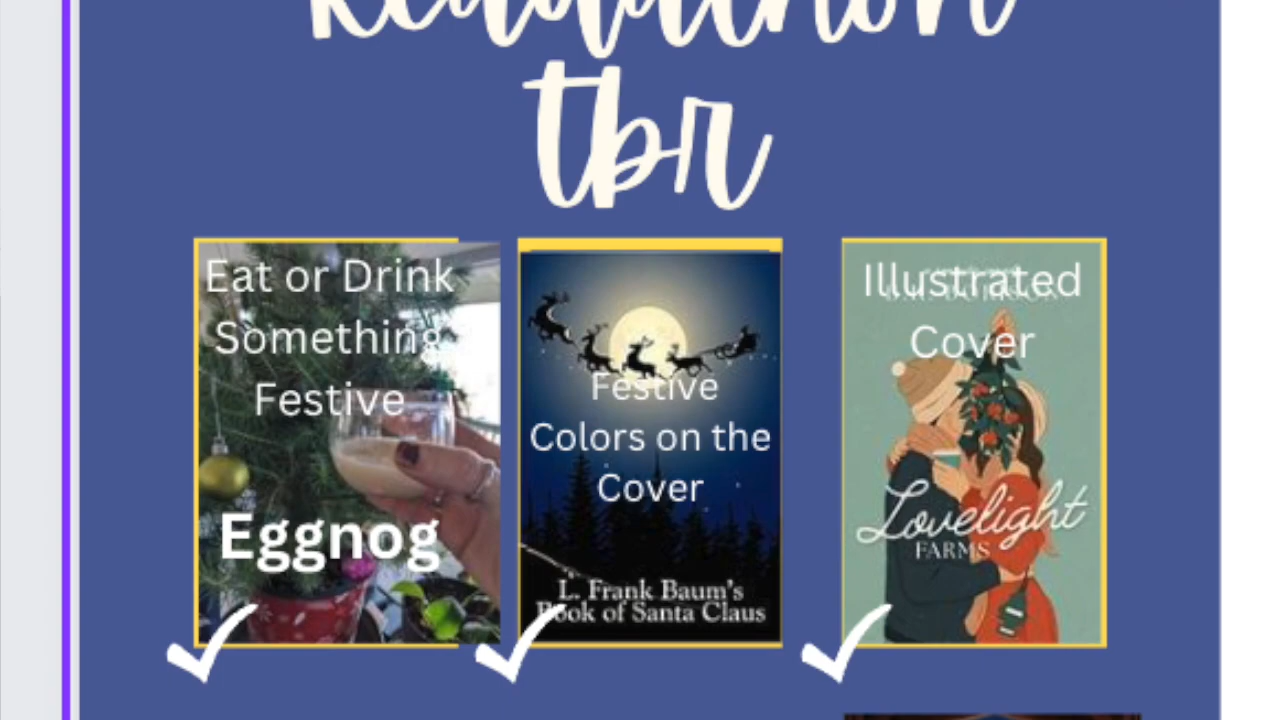 Readathon
tbr
Eat or Drink
Something
Festive
Eggnog
Festive
Colors on the
Cover
L. Frank Baum's
Book of Santa Claus
Illustrated
Cover
Lovelight
FARMS